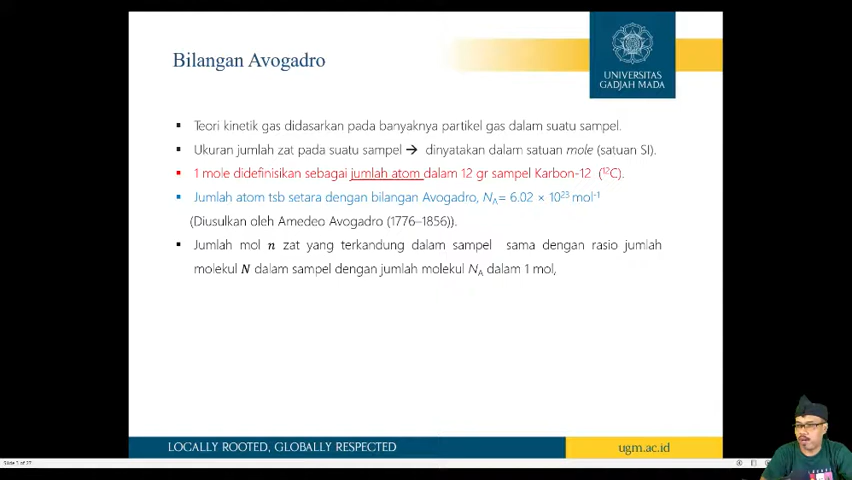 Bilangan Avogadro
UNIVERSITAS
GADJAH MADA
▪ Teori kinetik gas didasarkan pada banyaknya partikel gas dalam suatu sampel.
▪ Ukuran jumlah zat pada suatu sampel → dinyatakan dalam satuan mole (satuan SI).
▪ 1 mole didefinisikan sebagai jumlah atom dalam 12 gr sampel Karbon-12 (¹²C).
▪ Jumlah atom tsb setara dengan bilangan Avogadro, N_A= 6.02 × 10²³ mol⁻¹
(Diusulkan oleh Amedeo Avogadro (1776–1856)).
▪ Jumlah mol n zat yang terkandung dalam sampel sama dengan rasio jumlah
molekul N dalam sampel dengan jumlah molekul N_A dalam 1 mol,
LOCALLY ROOTED, GLOBALLY RESPECTED
ugm.ac.id